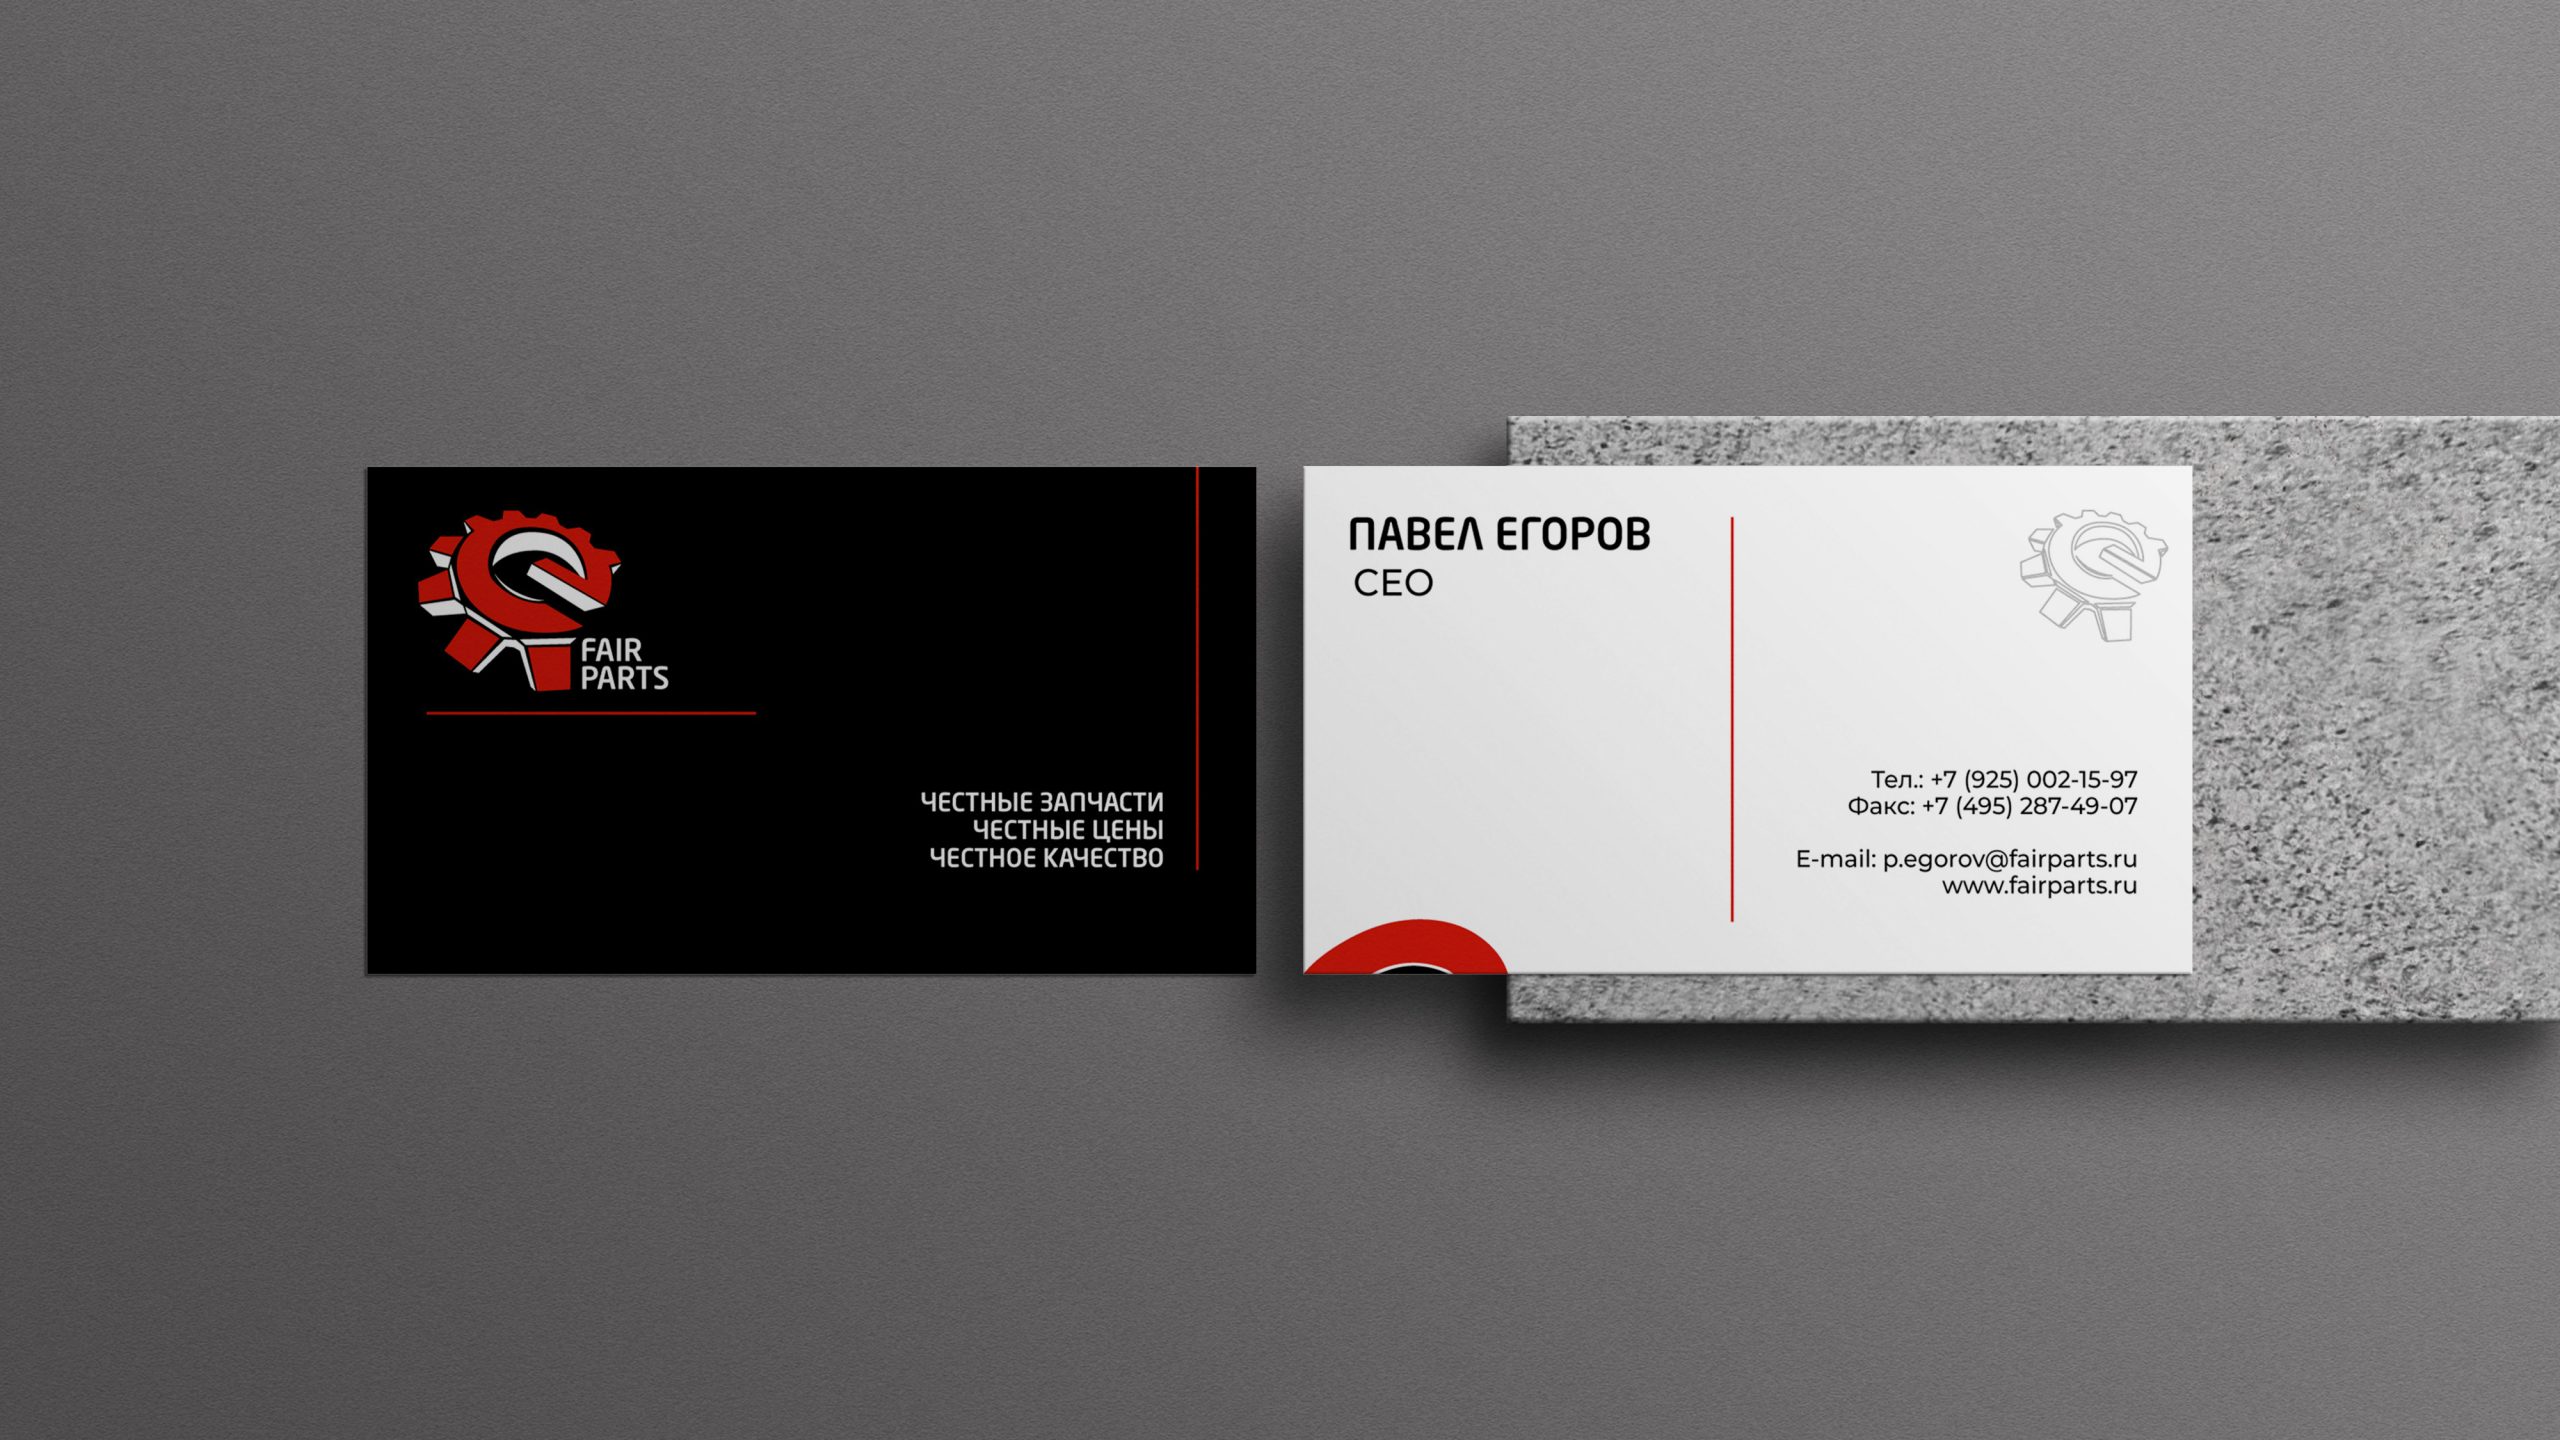 FAIR
PARTS
ЧЕСТНЫЕ ЗАПЧАСТИ
ЧЕСТНЫЕ ЦЕНЫ
ЧЕСТНОЕ КАЧЕСТВО
ПАВЕЛ ЕГОРОВ
CEO
Тел.: +7 (925) 002-15-97
Факс: +7 (495) 287-49-07
E-mail: p.egorov@fairparts.ru
www.fairparts.ru